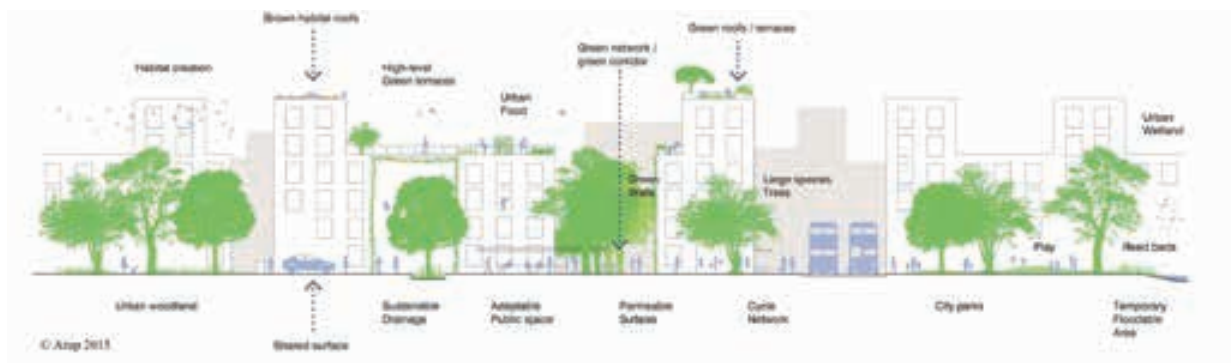 Brown habitat roofs
Green roofs / terraces
Green network /
green corridor
Habitat creation
High-level
Green terraces
Urban
Food
Urban
Wetland
Green
Walls
Large species
Trees
Play
Reed beds
Urban woodland
Sustainable
Drainage
Adaptable
Public space
Permeable
Surfaces
Cycle
Network
City parks
Temporary
Floodable
Area
Shared surface
© Arup 2015